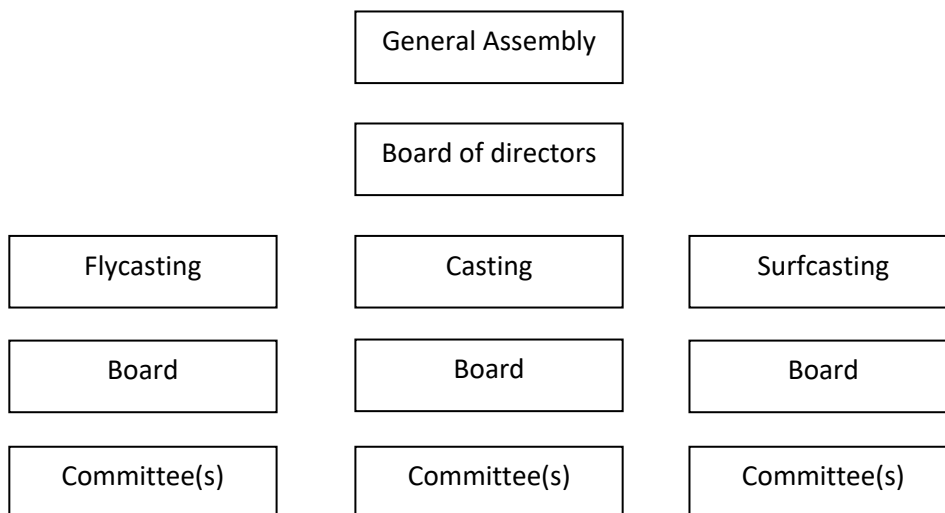 General Assembly
Board of directors
Flycasting
Casting
Surfcasting
Board
Board
Board
Committee(s)
Committee(s)
Committee(s)